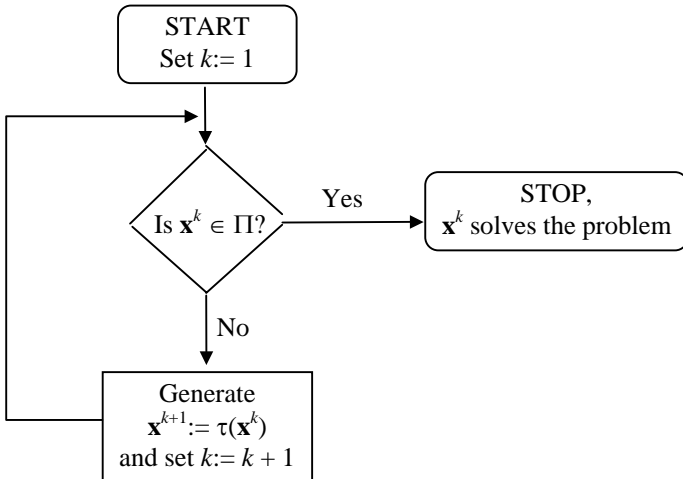 START
Set k:= 1
Is x^k ∈ Π?
Yes
STOP,
x^k solves the problem
No
Generate
x^{k+1}:= τ(x^k)
and set k:= k + 1